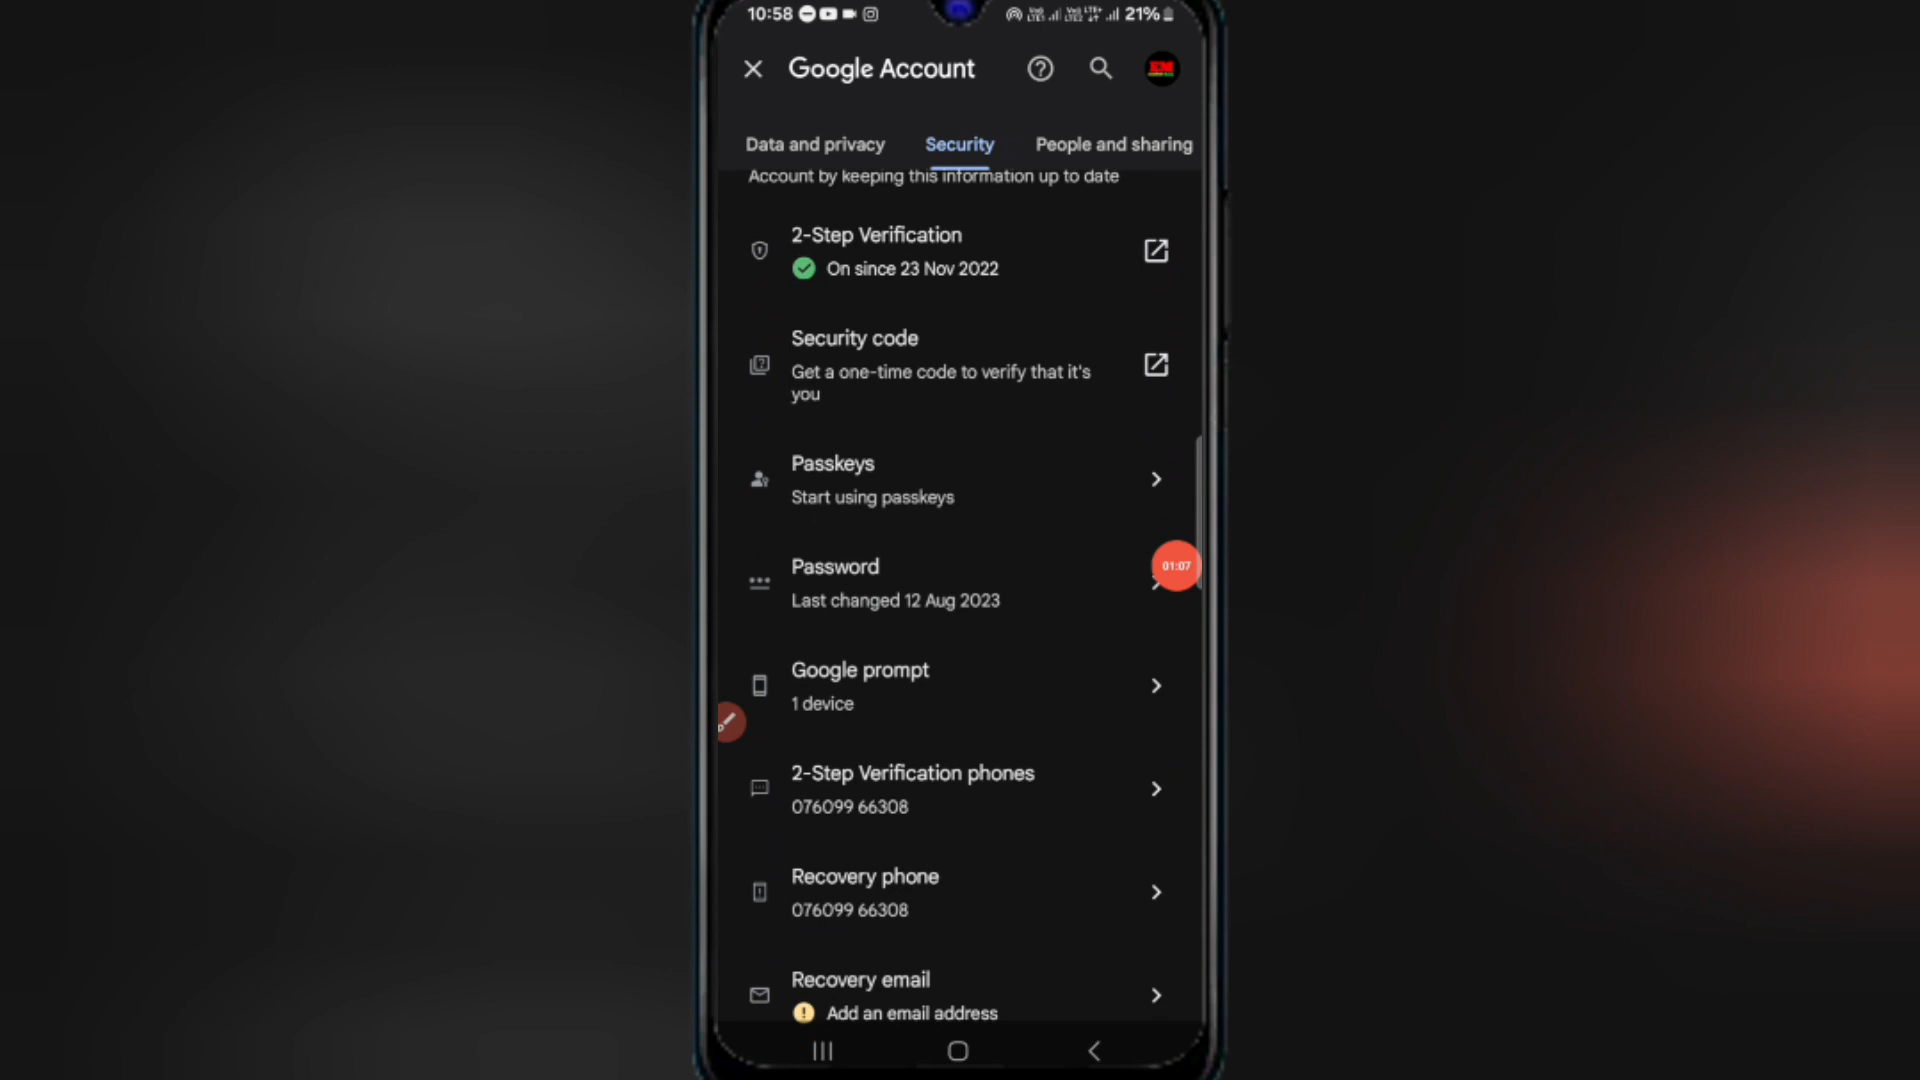 10:58
21%
Google Account
EM
Data and privacy
Security
People and sharing
Account by keeping this information up to date
2-Step Verification
On since 23 Nov 2022
Security code
Get a one-time code to verify that it's
you
Passkeys
Start using passkeys
Password
Last changed 12 Aug 2023
01:07
Google prompt
1 device
2-Step Verification phones
076099 66308
Recovery phone
076099 66308
Recovery email
Add an email address